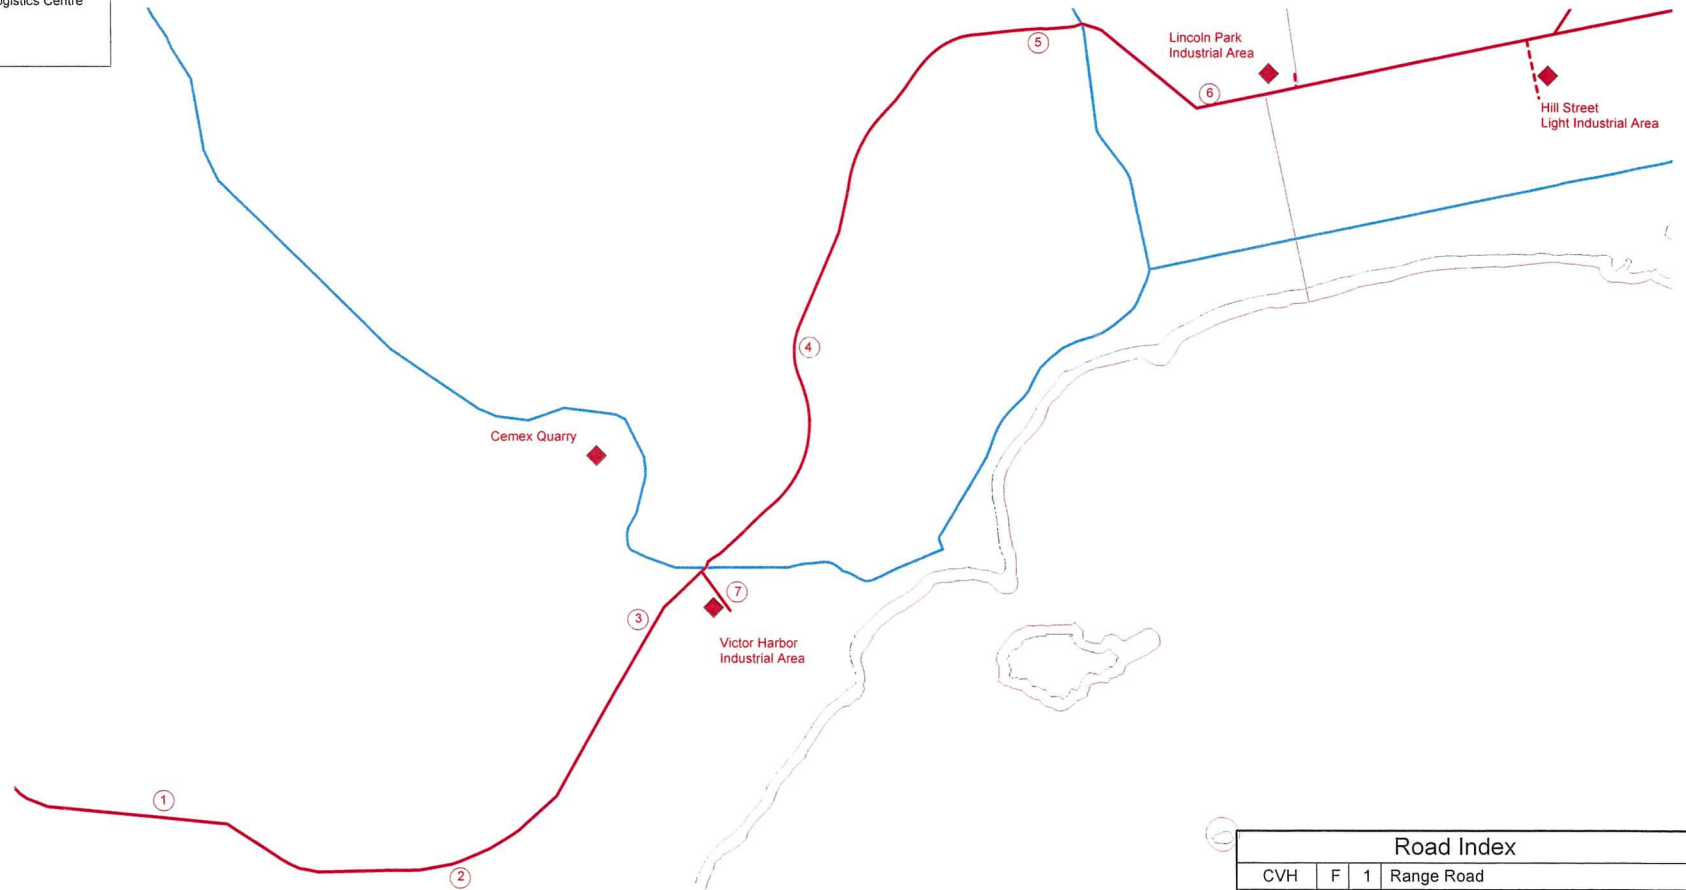 Centre
5
Lincoln Park
Industrial Area
6
Hill Street
Light Industrial Area
4
Cemex Quarry
7
3
Victor Harbor
Industrial Area
1
2
Road Index
CVH F 1 Range Road